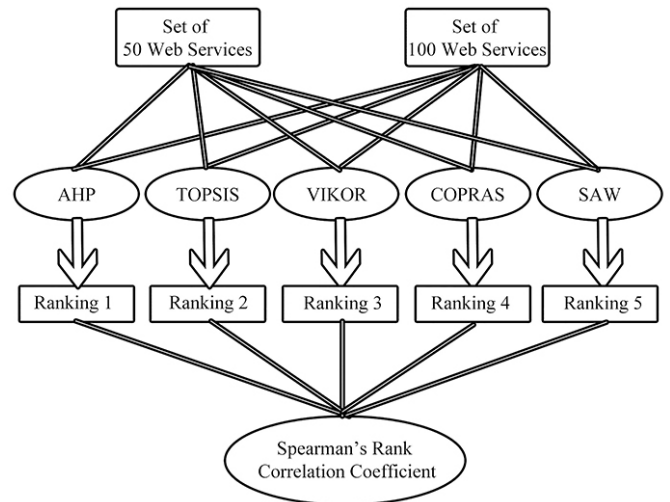 Set of
50 Web Services
Set of
100 Web Services
AHP
TOPSIS
VIKOR
COPRAS
SAW
Ranking 1
Ranking 2
Ranking 3
Ranking 4
Ranking 5
Spearman's Rank
Correlation Coefficient